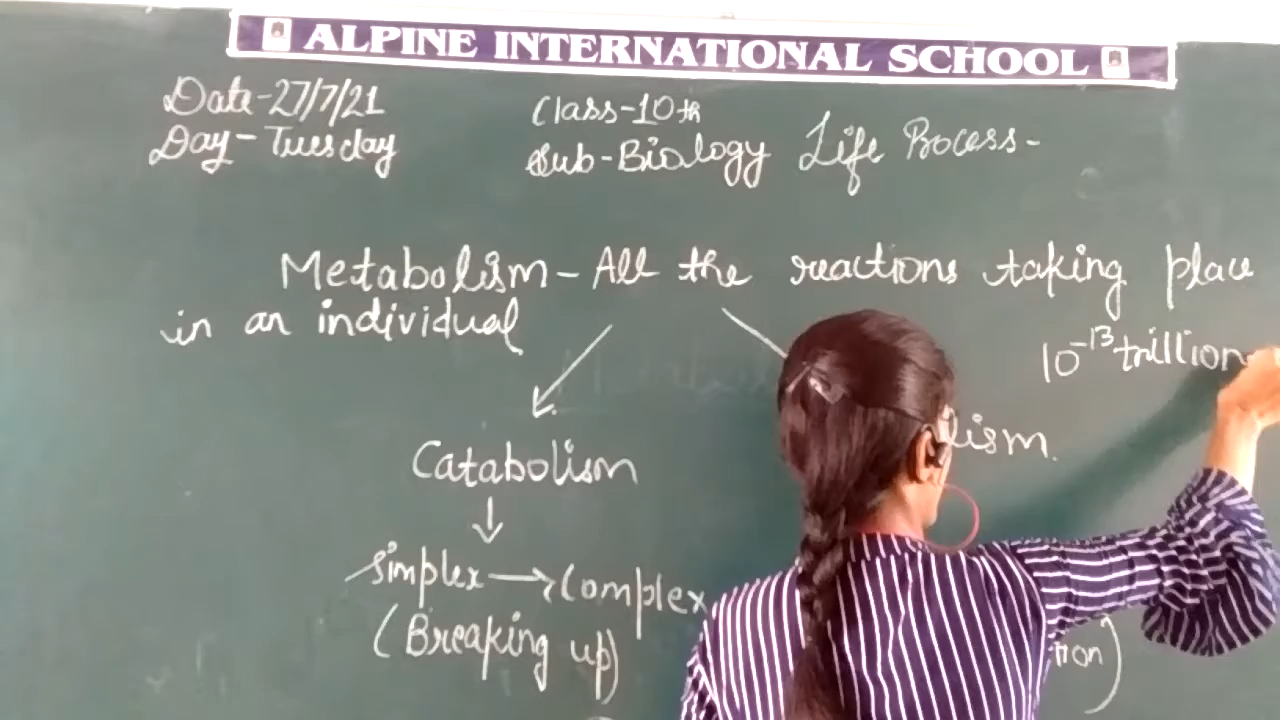 ALPINE INTERNATIONAL SCHOOL
Date-27/7/21
Day-Tuesday
Class-10th
Sub-Biology
Life Process-
Metabolism-All the reactions taking place
in an individual
10-13 trillion
Catabolism
lism.
Simplex→Complex
(Breaking up)
tion)